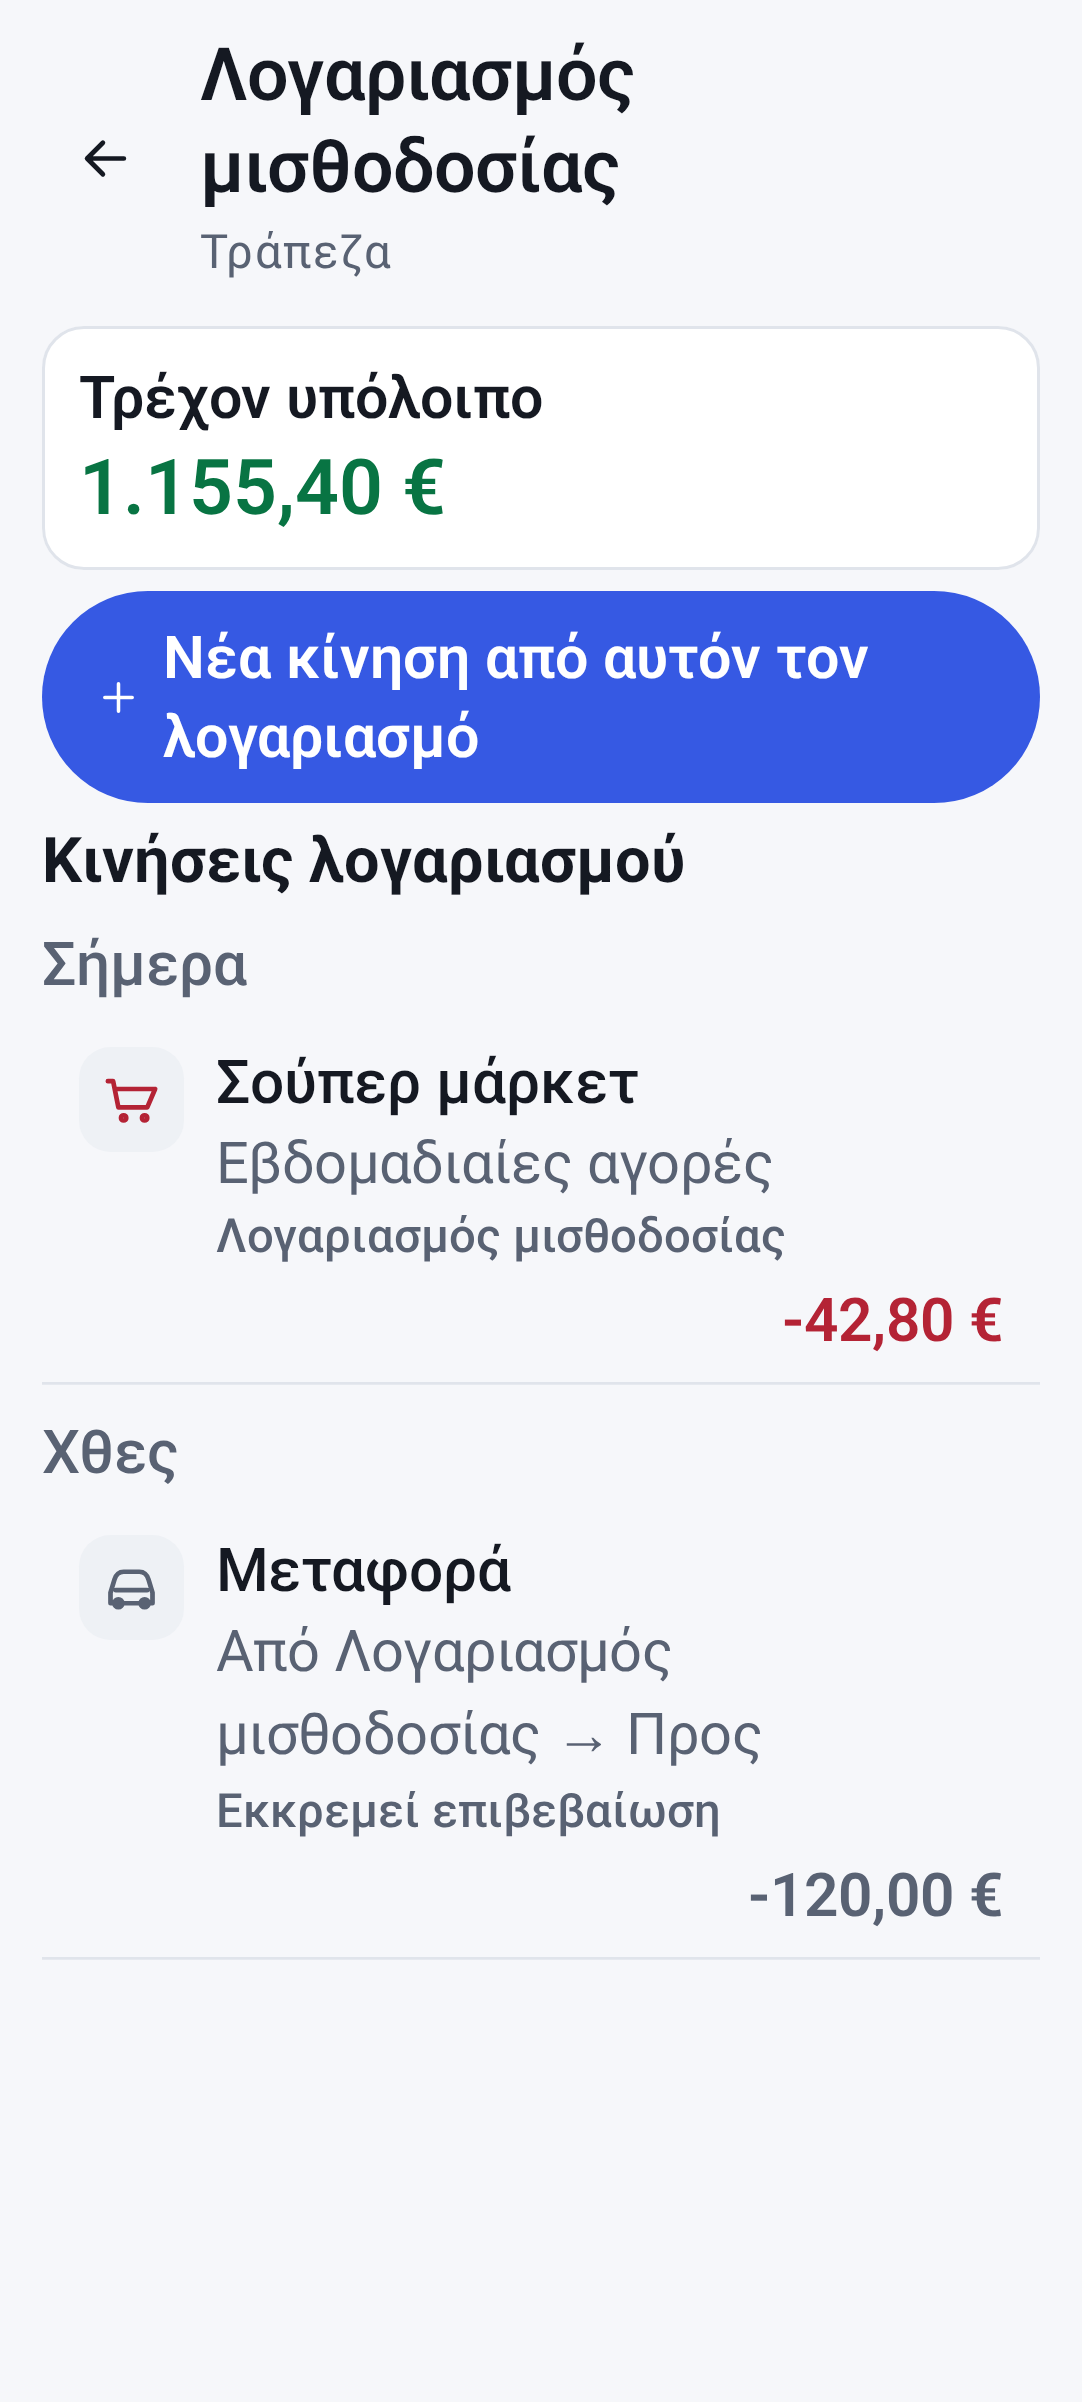 Λογαριασμός
μισθοδοσίας
Τράπεζα
Τρέχον υπόλοιπο
1.155,40 €
Νέα κίνηση από αυτόν τον
λογαριασμό
Κινήσεις λογαριασμού
Σήμερα
Σούπερ μάρκετ
Εβδομαδιαίες αγορές
Λογαριασμός μισθοδοσίας
-42,80 €
Χθες
Μεταφορά
Από Λογαριασμός
μισθοδοσίας → Προς
Εκκρεμεί επιβεβαίωση
-120,00 €